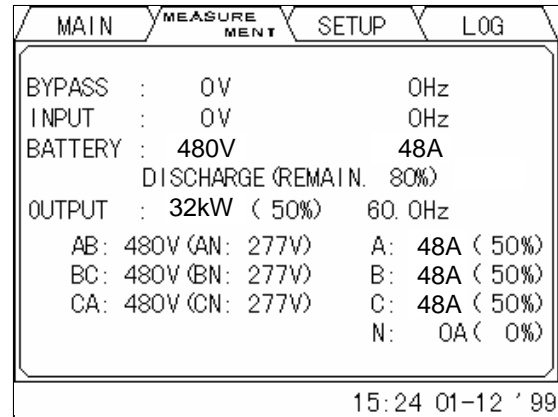 MAIN MEASUREMENT SETUP LOG
BYPASS : 0V 0Hz
INPUT : 0V 0Hz
BATTERY : 480V 48A
DISCHARGE (REMAIN. 80%)
OUTPUT : 32kW ( 50%) 60.0Hz
AB: 480V (AN: 277V) A: 48A ( 50%)
BC: 480V (BN: 277V) B: 48A ( 50%)
CA: 480V (CN: 277V) C: 48A ( 50%)
N: 0A ( 0%)
15:24 01-12 '99